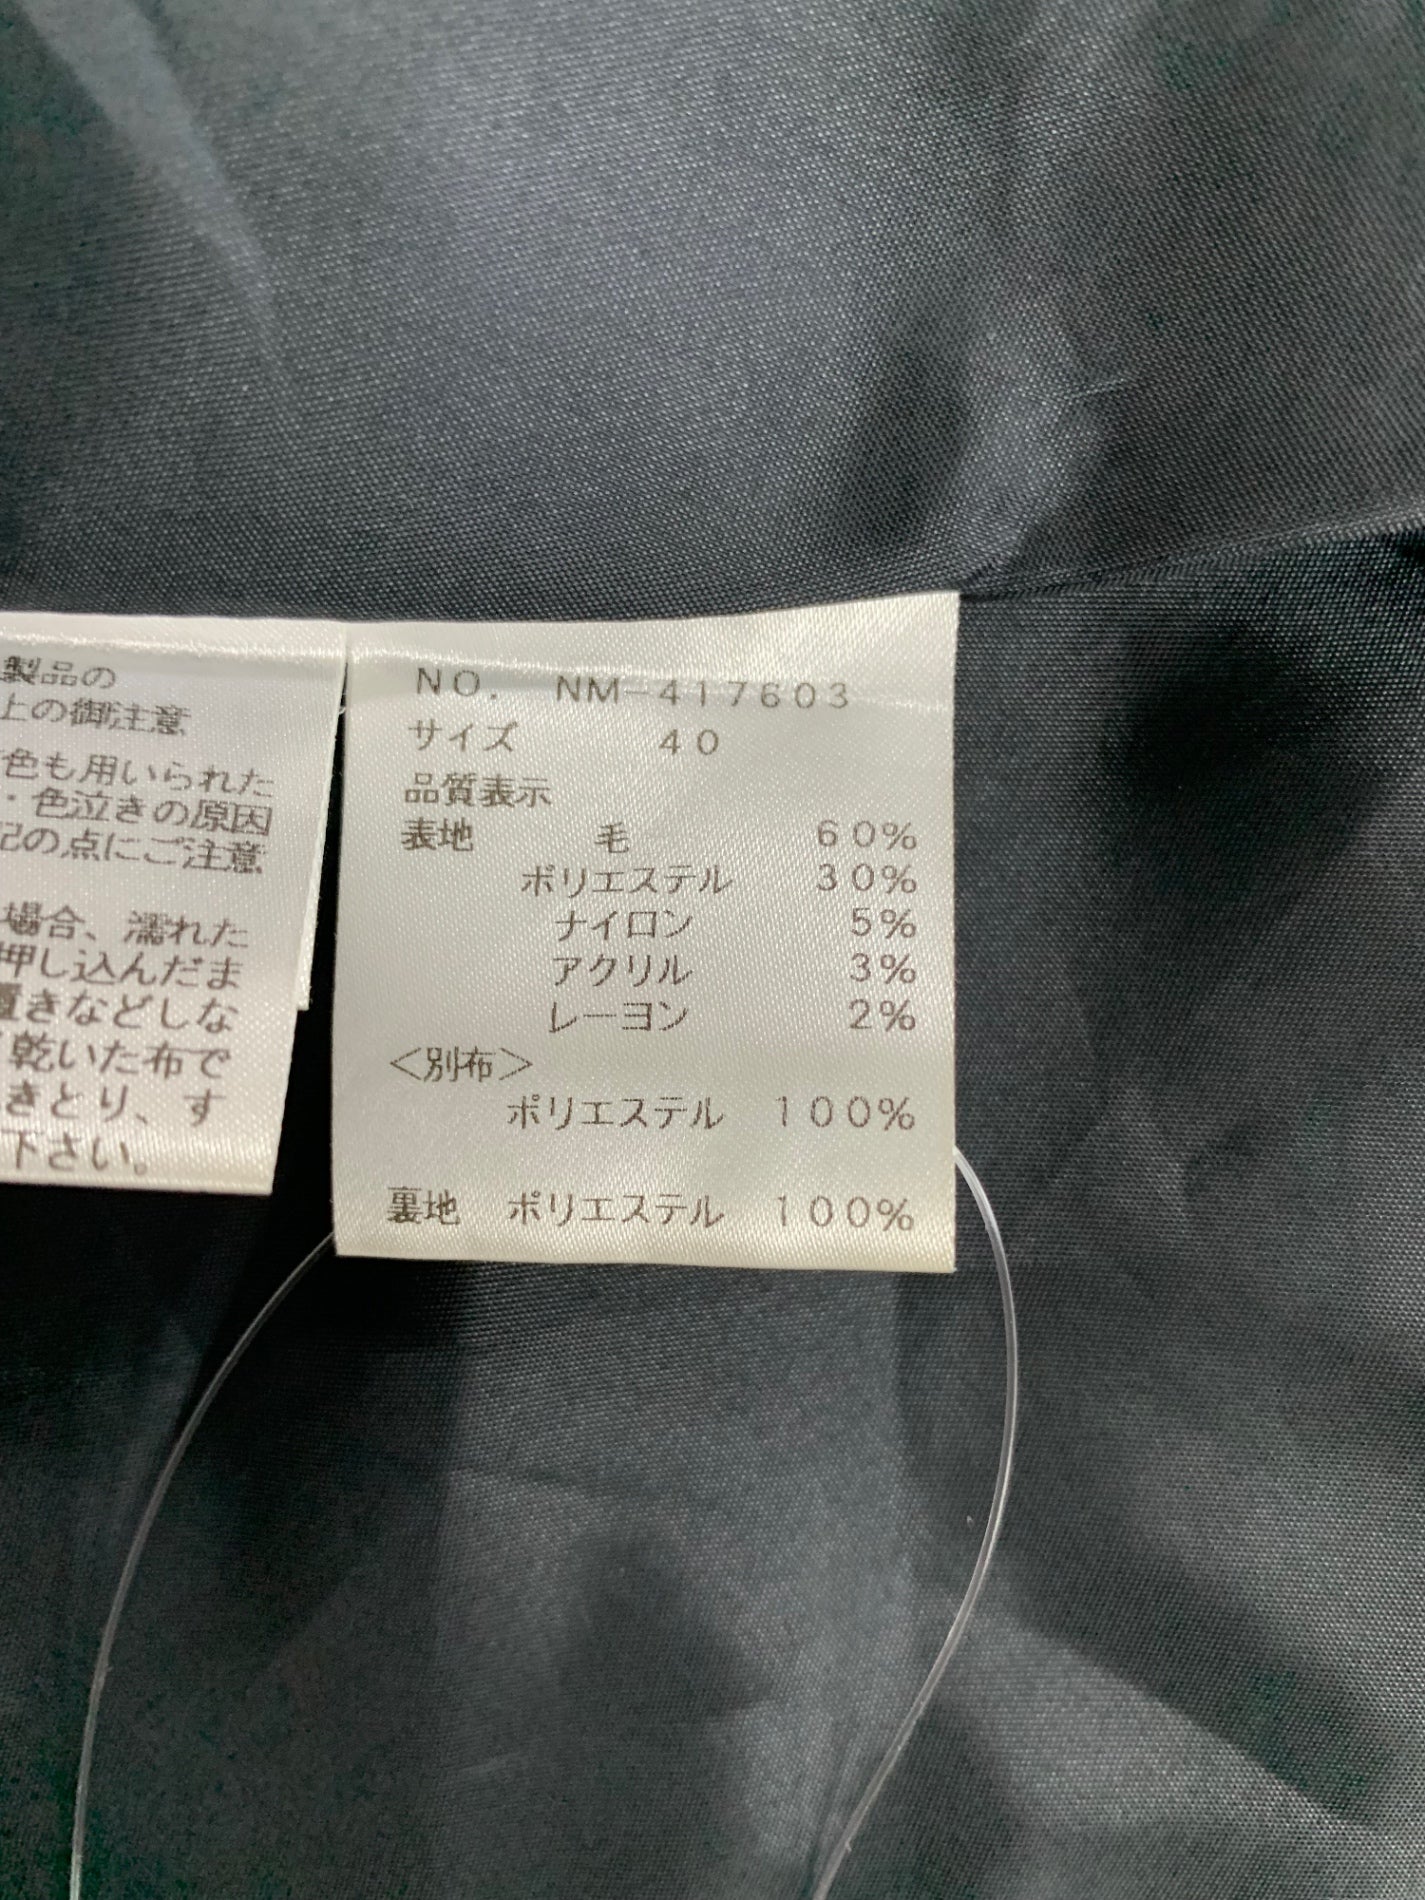 製品の
上の御注意
色も用いられた
・色泣きの原因
記の点にご注意
場合、濡れた
押し込んだま
置きなどしな
乾いた布で
きとり、す
下さい。
NO. NM-417603
サイズ 40
品質表示
表地 毛 60%
ポリエステル 30%
ナイロン 5%
アクリル 3%
レーヨン 2%
<別布>
ポリエステル 100%
裏地 ポリエステル 100%